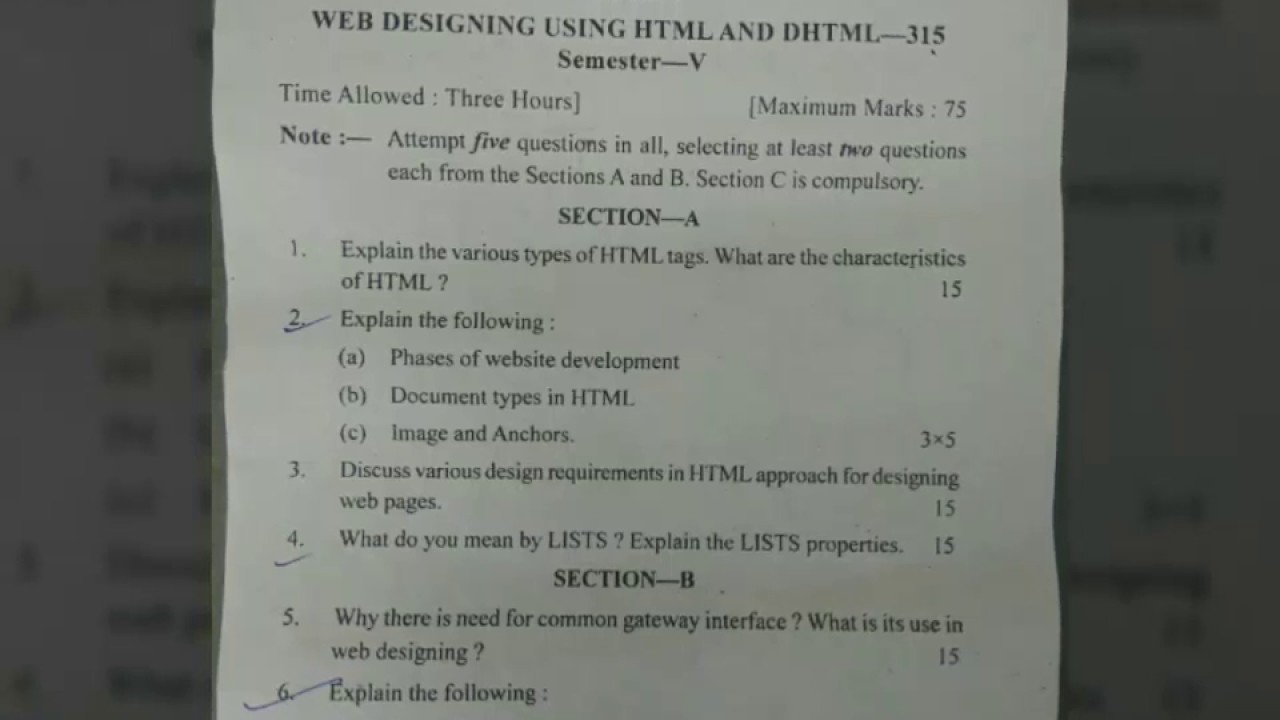 WEB DESIGNING USING HTML AND DHTML—315
Semester—V
Time Allowed : Three Hours] [Maximum Marks : 75
Note :— Attempt five questions in all, selecting at least two questions
each from the Sections A and B. Section C is compulsory.
SECTION—A
1. Explain the various types of HTML tags. What are the characteristics
of HTML ? 15
2. Explain the following :
(a) Phases of website development
(b) Document types in HTML
(c) Image and Anchors. 3×5
3. Discuss various design requirements in HTML approach for designing
web pages. 15
4. What do you mean by LISTS ? Explain the LISTS properties. 15
SECTION—B
5. Why there is need for common gateway interface ? What is its use in
web designing ? 15
6. Explain the following :